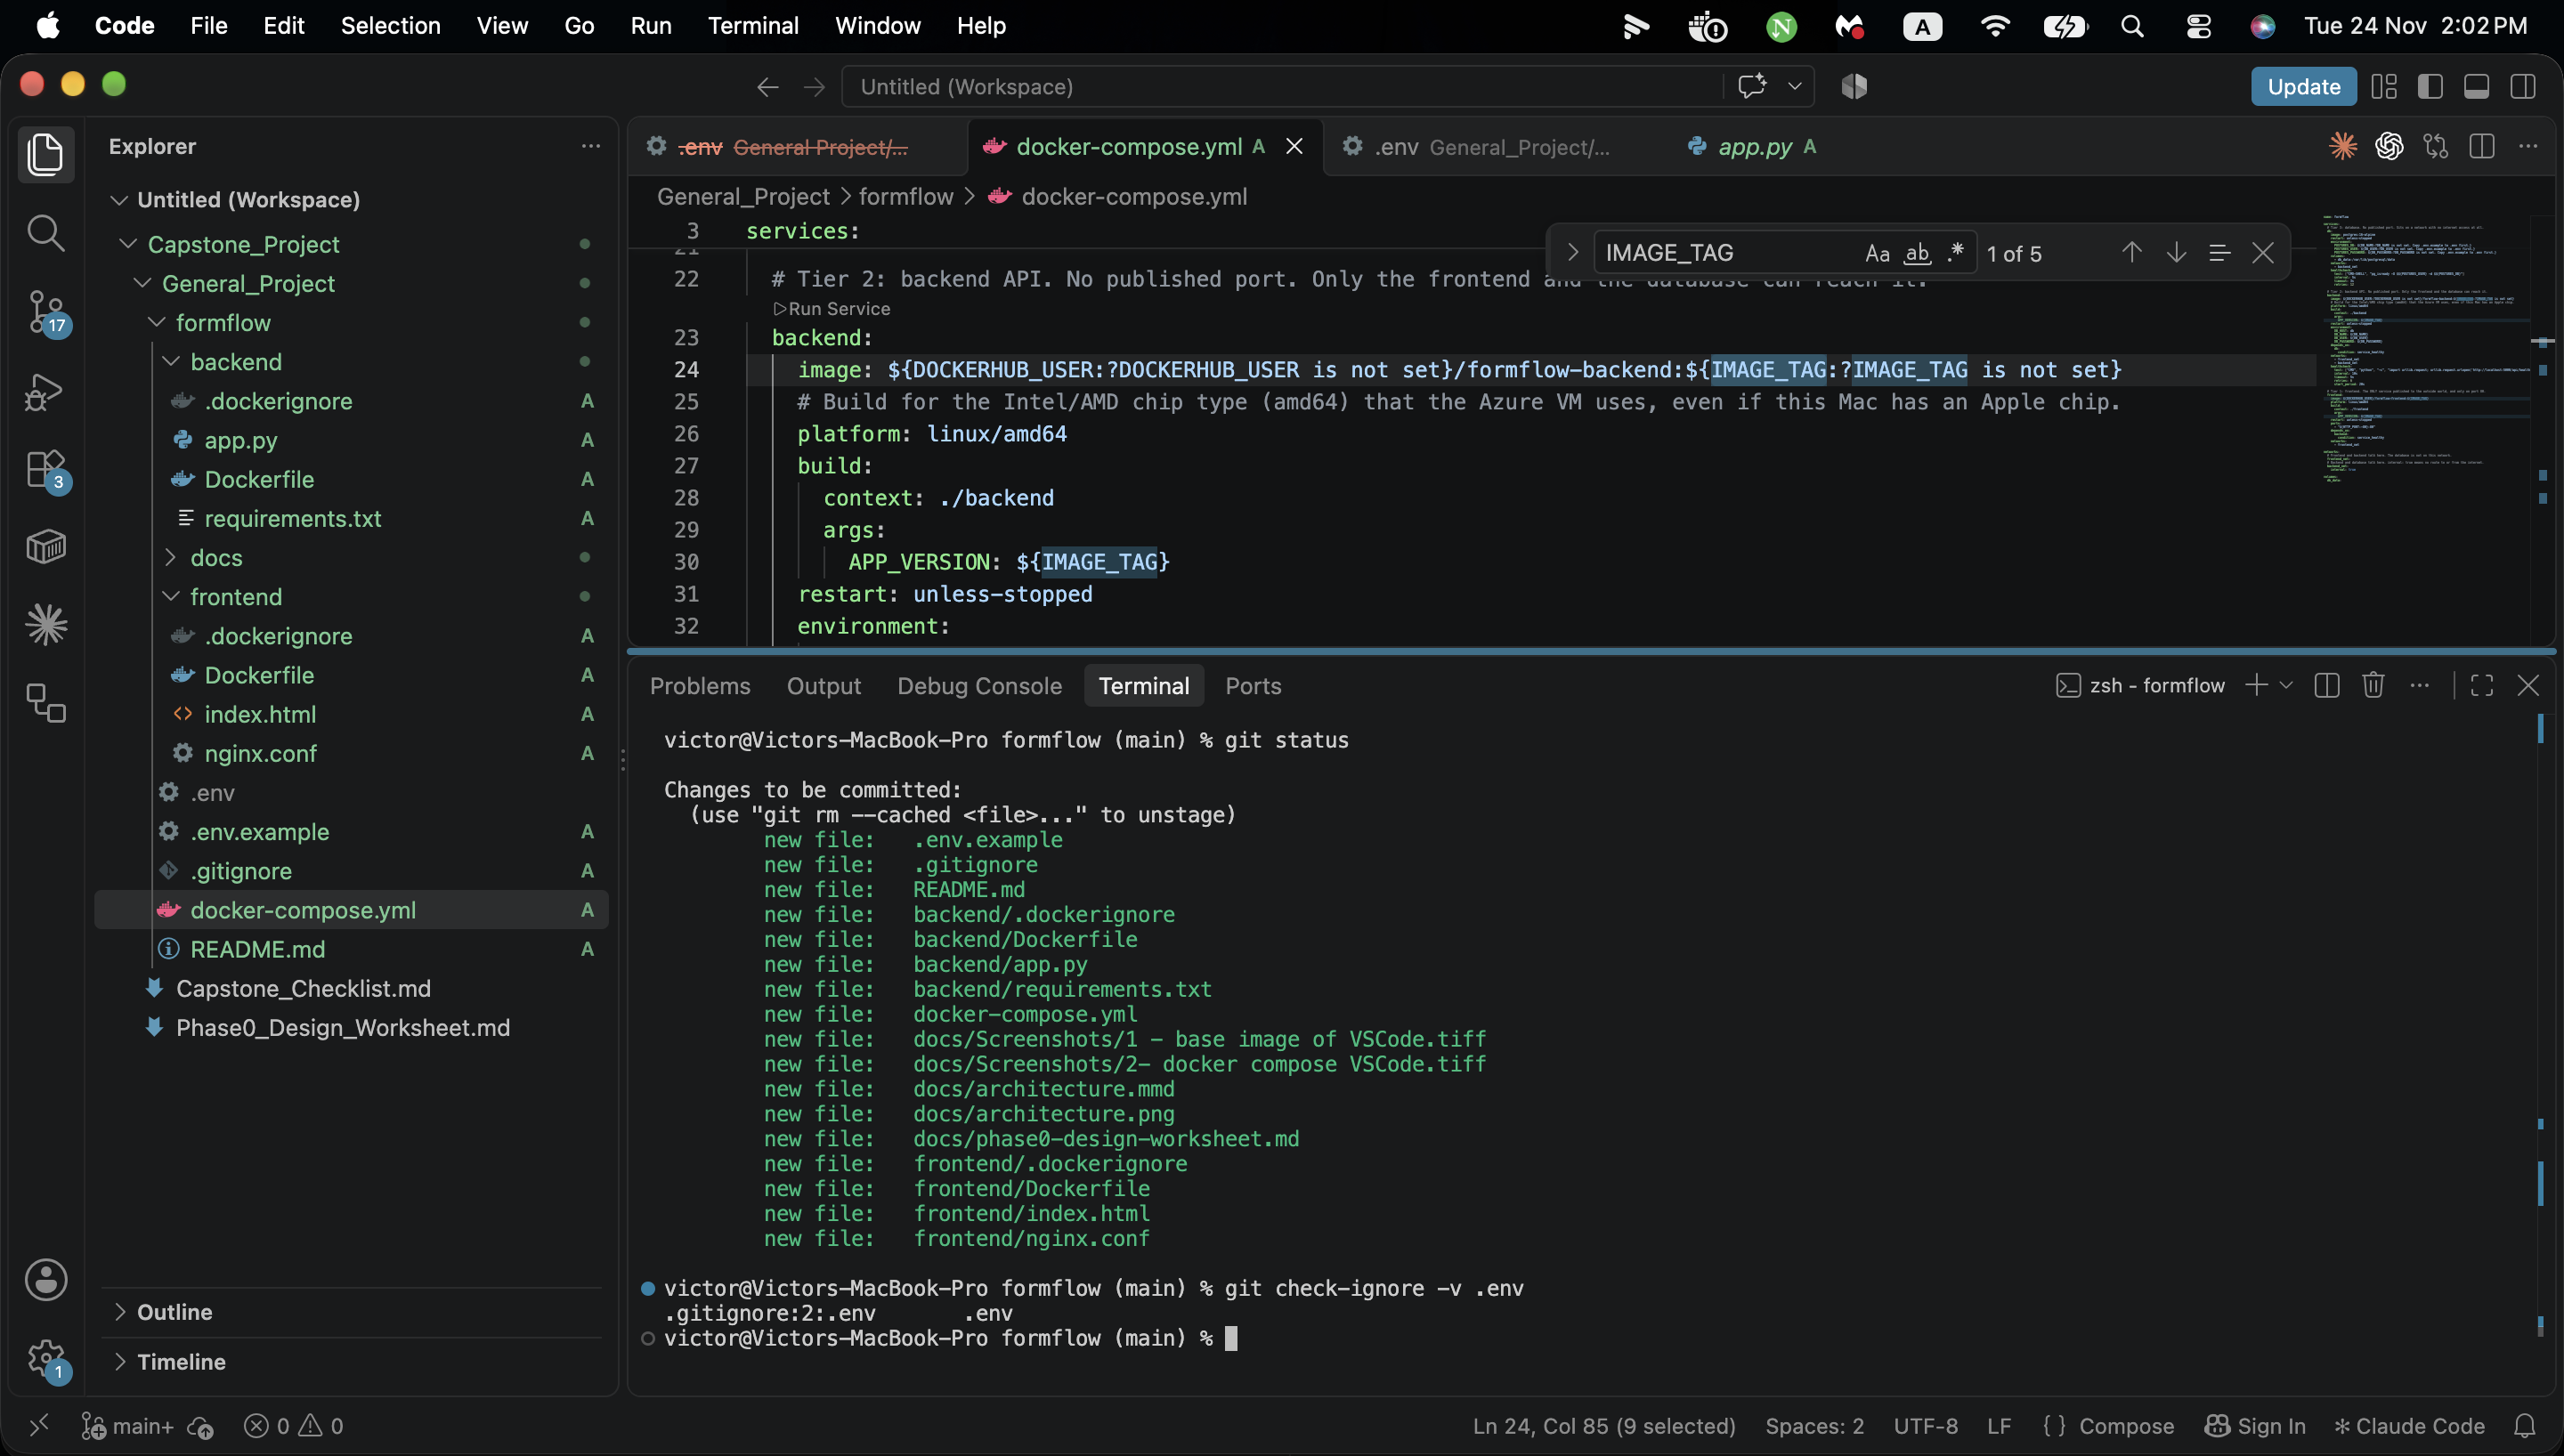 Code File Edit Selection View Go Run Terminal Window Help
A
Tue 24 Nov 2:02 PM
Untitled (Workspace)
Update
Explorer
Untitled (Workspace)
Capstone_Project
General_Project
formflow
backend
.dockerignore A
app.py A
Dockerfile A
requirements.txt A
docs
frontend
.dockerignore A
Dockerfile A
index.html A
nginx.conf A
.env
.env.example A
.gitignore A
docker-compose.yml A
README.md A
Capstone_Checklist.md
Phase0_Design_Worksheet.md
Outline
Timeline
17
3
1
.env General Project/...
docker-compose.yml A
.env General_Project/...
app.py A
General_Project > formflow > docker-compose.yml
IMAGE_TAG Aa ab .* 1 of 5
3 services:
21
22 # Tier 2: backend API. No published port. Only the frontend and the database can reach it.
Run Service
23 backend:
24 image: ${DOCKERHUB_USER:?DOCKERHUB_USER is not set}/formflow-backend:${IMAGE_TAG:?IMAGE_TAG is not set}
25 # Build for the Intel/AMD chip type (amd64) that the Azure VM uses, even if this Mac has an Apple chip.
26 platform: linux/amd64
27 build:
28 context: ./backend
29 args:
30 APP_VERSION: ${IMAGE_TAG}
31 restart: unless-stopped
32 environment:
Problems Output Debug Console Terminal Ports
zsh - formflow
victor@Victors-MacBook-Pro formflow (main) % git status
Changes to be committed:
(use "git rm --cached <file>..." to unstage)
new file: .env.example
new file: .gitignore
new file: README.md
new file: backend/.dockerignore
new file: backend/Dockerfile
new file: backend/app.py
new file: backend/requirements.txt
new file: docker-compose.yml
new file: docs/Screenshots/1 - base image of VSCode.tiff
new file: docs/Screenshots/2- docker compose VSCode.tiff
new file: docs/architecture.mmd
new file: docs/architecture.png
new file: docs/phase0-design-worksheet.md
new file: frontend/.dockerignore
new file: frontend/Dockerfile
new file: frontend/index.html
new file: frontend/nginx.conf
victor@Victors-MacBook-Pro formflow (main) % git check-ignore -v .env
.gitignore:2:.env .env
victor@Victors-MacBook-Pro formflow (main) %
main+ 0 0
Ln 24, Col 85 (9 selected) Spaces: 2 UTF-8 LF {} Compose Sign In Claude Code